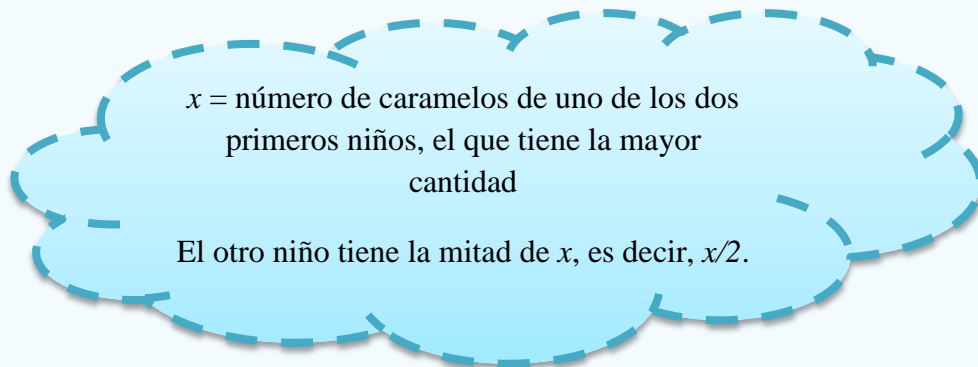 x = número de caramelos de uno de los dos
primeros niños, el que tiene la mayor
cantidad
El otro niño tiene la mitad de x, es decir, x/2.